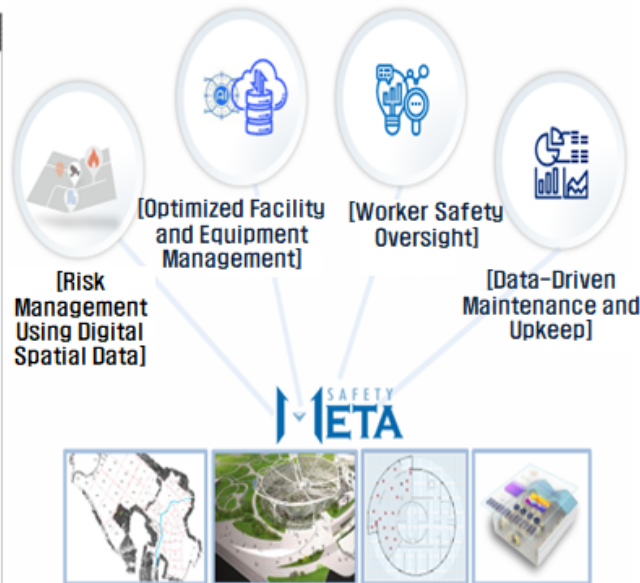 [Optimized Facility
and Equipment
Management]
[Worker Safety
Oversight]
[Risk
Management
Using Digital
Spatial Data]
[Data-Driven
Maintenance and
Upkeep]
SAFETY
META